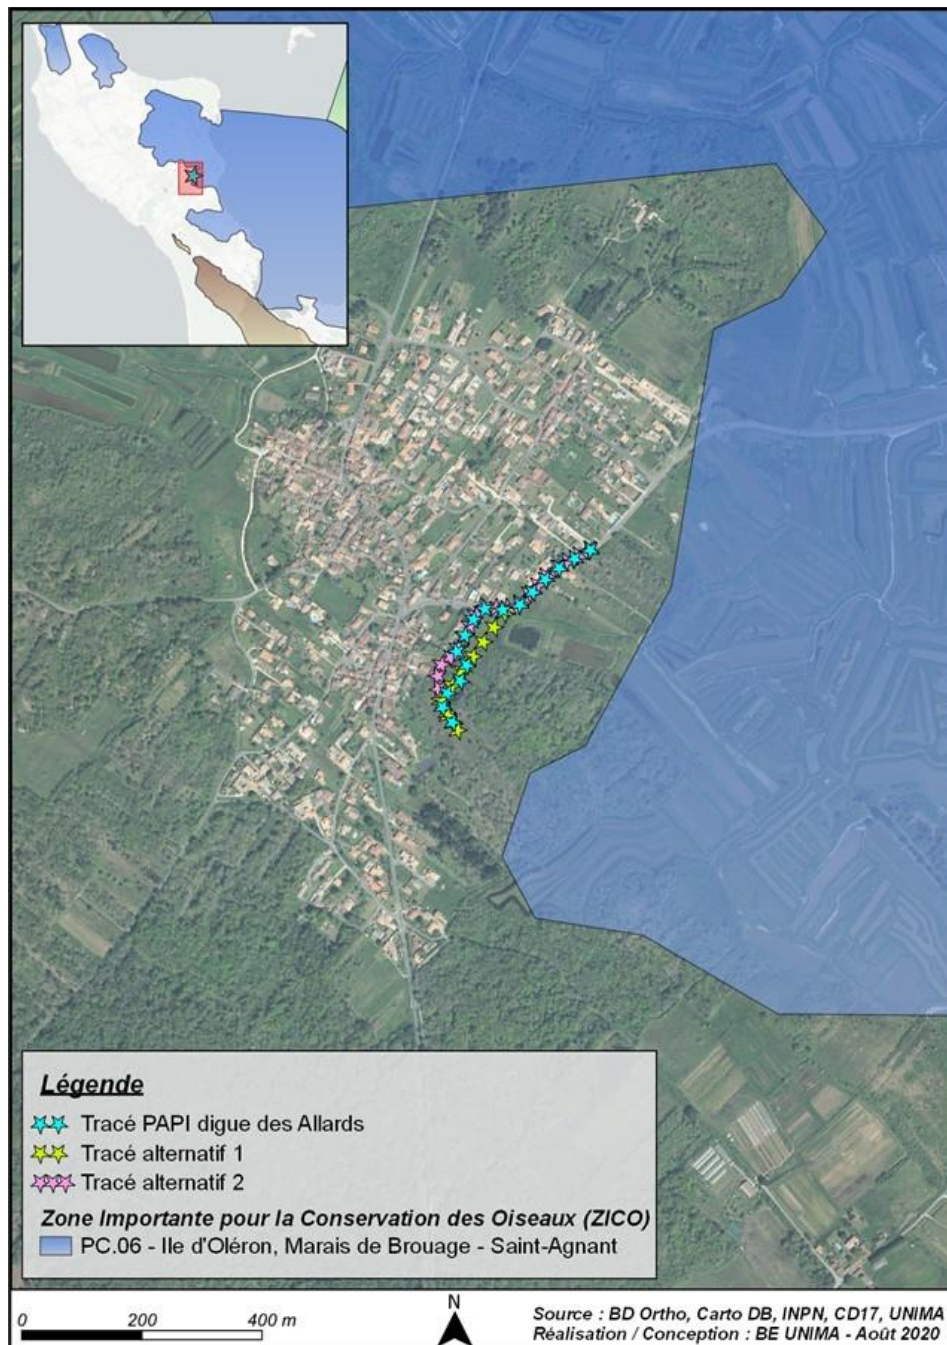 Légende
Tracé PAPI digue des Allards
Tracé alternatif 1
Tracé alternatif 2
Zone Importante pour la Conservation des Oiseaux (ZICO)
PC.06 - Ile d'Oléron, Marais de Brouage - Saint-Agnant
0 200 400 m
N
Source : BD Ortho, Carto DB, INPN, CD17, UNIMA
Réalisation / Conception : BE UNIMA - Août 2020